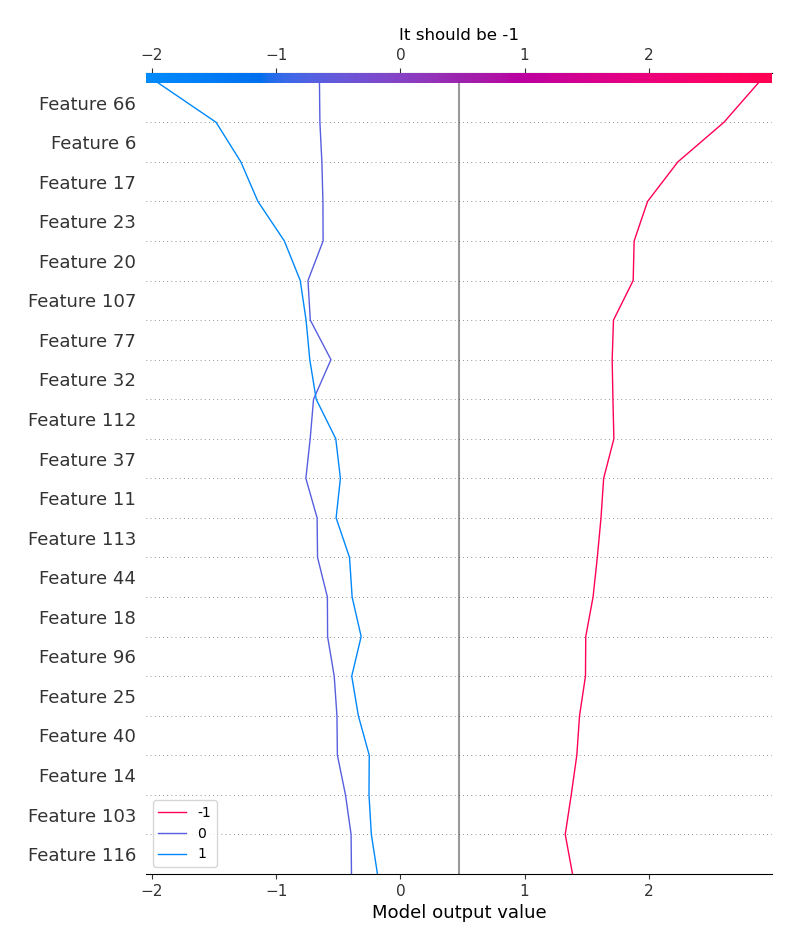 It should be -1
−2 −1 0 1 2
Feature 66
Feature 6
Feature 17
Feature 23
Feature 20
Feature 107
Feature 77
Feature 32
Feature 112
Feature 37
Feature 11
Feature 113
Feature 44
Feature 18
Feature 96
Feature 25
Feature 40
Feature 14
Feature 103
Feature 116
-1
0
1
−2 −1 0 1 2
Model output value